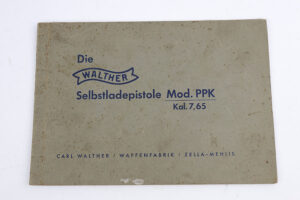 Die
WALTHER
Selbstladepistole Mod. PPK
Kal. 7,65
CARL WALTHER / WAFFENFABRIK / ZELLA-MEHLIS